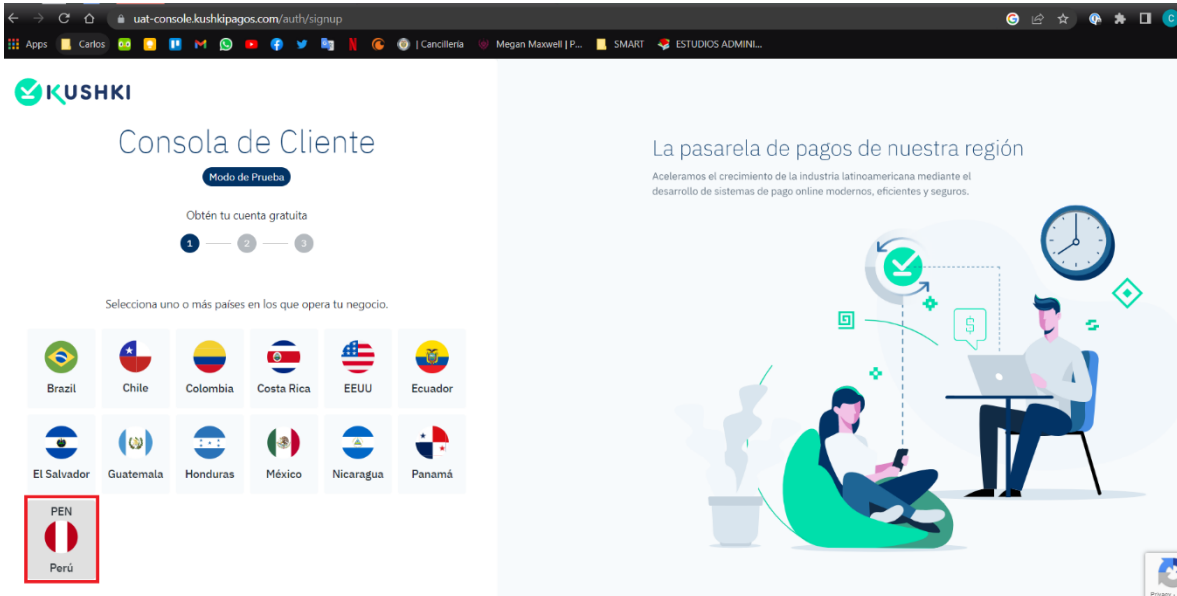 uat-console.kushkipagos.com/auth/signup
Apps Carlos | Cancillería Megan Maxwell | P... SMART ESTUDIOS ADMINI...
KUSHKI
Consola de Cliente
Modo de Prueba
Obtén tu cuenta gratuita
1 2 3
Selecciona uno o más países en los que opera tu negocio.
Brazil Chile Colombia Costa Rica EEUU Ecuador
El Salvador Guatemala Honduras México Nicaragua Panamá
PEN
Perú
La pasarela de pagos de nuestra región
Aceleramos el crecimiento de la industria latinoamericana mediante el
desarrollo de sistemas de pago online modernos, eficientes y seguros.
$